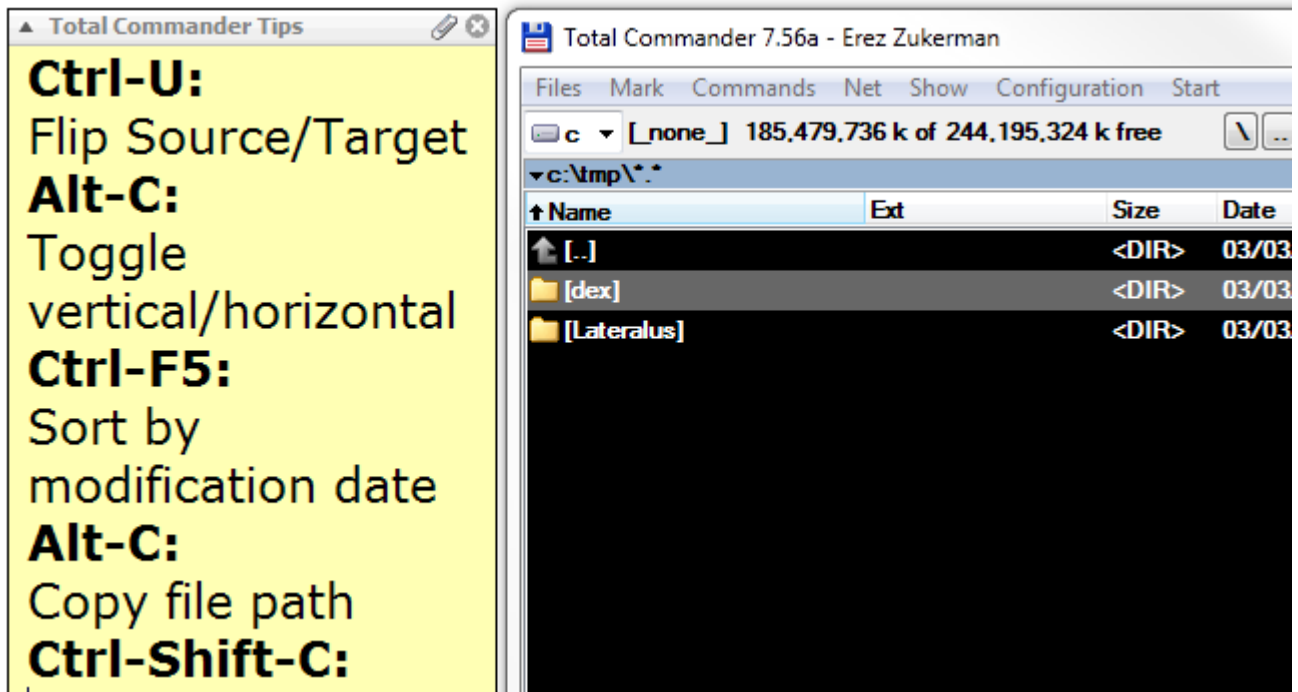 Total Commander Tips
Ctrl-U:
Flip Source/Target
Alt-C:
Toggle
vertical/horizontal
Ctrl-F5:
Sort by
modification date
Alt-C:
Copy file path
Ctrl-Shift-C:
Total Commander 7.56a - Erez Zukerman
Files Mark Commands Net Show Configuration Start
c [_none_] 185,479,736 k of 244,195,324 k free \ ..
c:\tmp\*.*
Name Ext Size Date
[..] <DIR> 03/03
[dex] <DIR> 03/03
[Lateralus] <DIR> 03/03